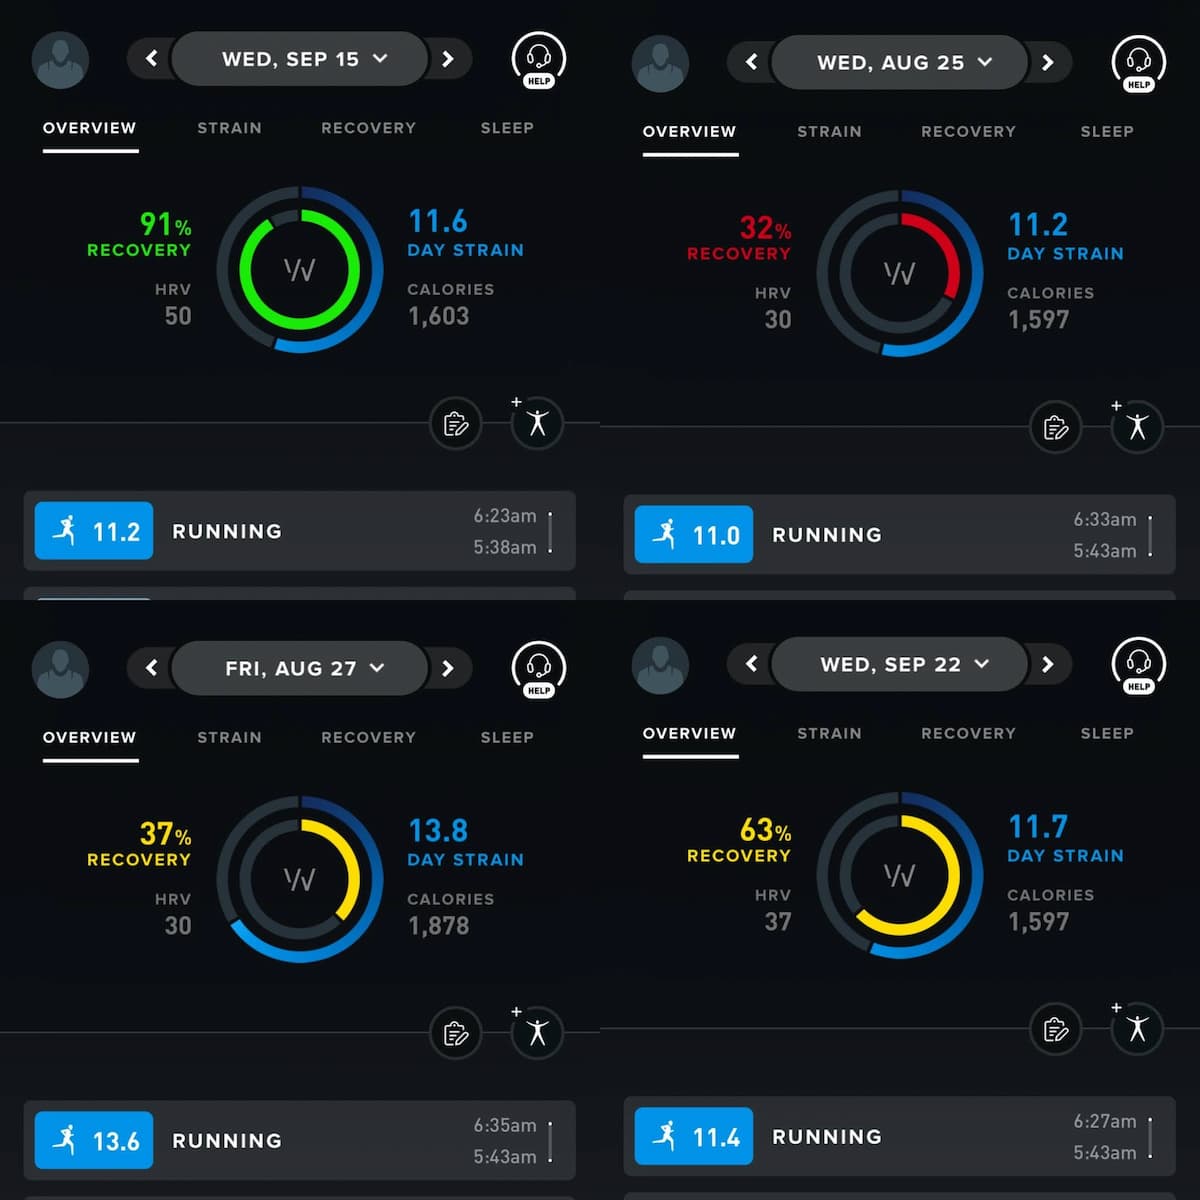 WED, SEP 15
HELP
OVERVIEW STRAIN RECOVERY SLEEP
91%
RECOVERY
HRV
50
11.6
DAY STRAIN
CALORIES
1,603
11.2 RUNNING
6:23am
5:38am
WED, AUG 25
HELP
OVERVIEW STRAIN RECOVERY SLEEP
32%
RECOVERY
HRV
30
11.2
DAY STRAIN
CALORIES
1,597
11.0 RUNNING
6:33am
5:43am
FRI, AUG 27
HELP
OVERVIEW STRAIN RECOVERY SLEEP
37%
RECOVERY
HRV
30
13.8
DAY STRAIN
CALORIES
1,878
13.6 RUNNING
6:35am
5:43am
WED, SEP 22
HELP
OVERVIEW STRAIN RECOVERY SLEEP
63%
RECOVERY
HRV
37
11.7
DAY STRAIN
CALORIES
1,597
11.4 RUNNING
6:27am
5:43am